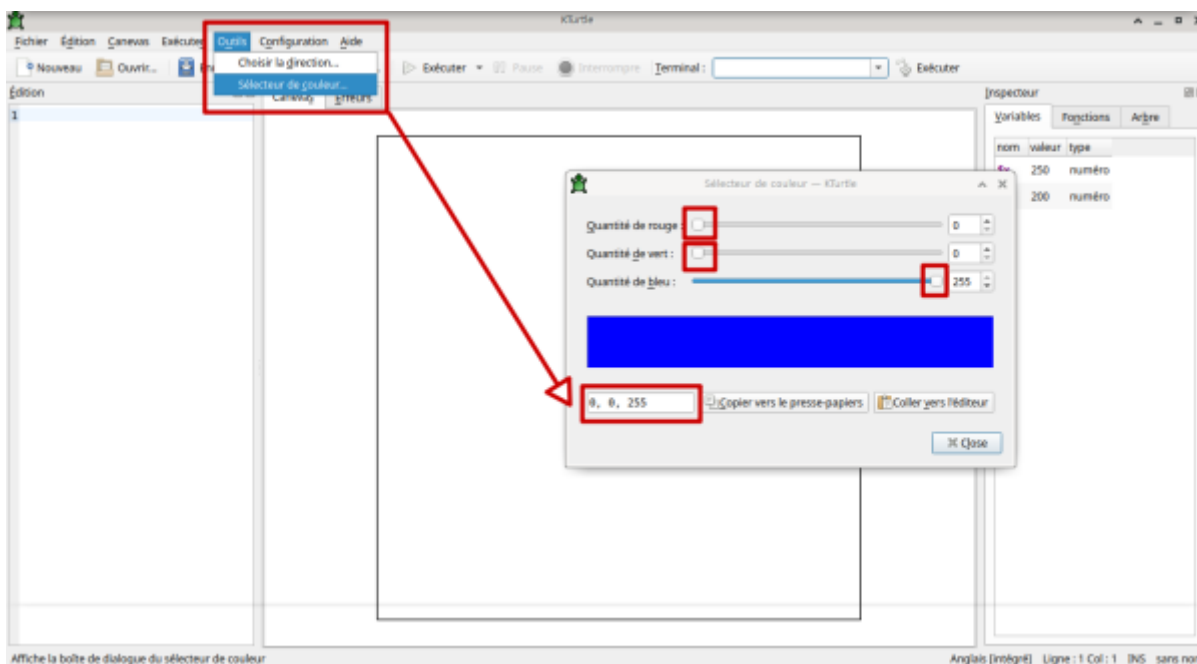 KTurtle
Fichier Édition Canevas Exécuter Outils Configuration Aide
Nouveau Ouvrir... Exécuter Pause Interrompre Terminal : Exécuter
Choisir la direction...
Sélecteur de couleur...
Édition
Canevas Erreurs
Inspecteur
1
Variables Fonctions Arbre
nom valeur type
250 numéro
200 numéro
Sélecteur de couleur — KTurtle
Quantité de rouge : 0
Quantité de vert : 0
Quantité de bleu : 255
0, 0, 255 Copier vers le presse-papiers Coller vers l'éditeur
Close
Affiche la boîte de dialogue du sélecteur de couleur
Anglais [intégré] Ligne : 1 Col : 1 INS sans nom